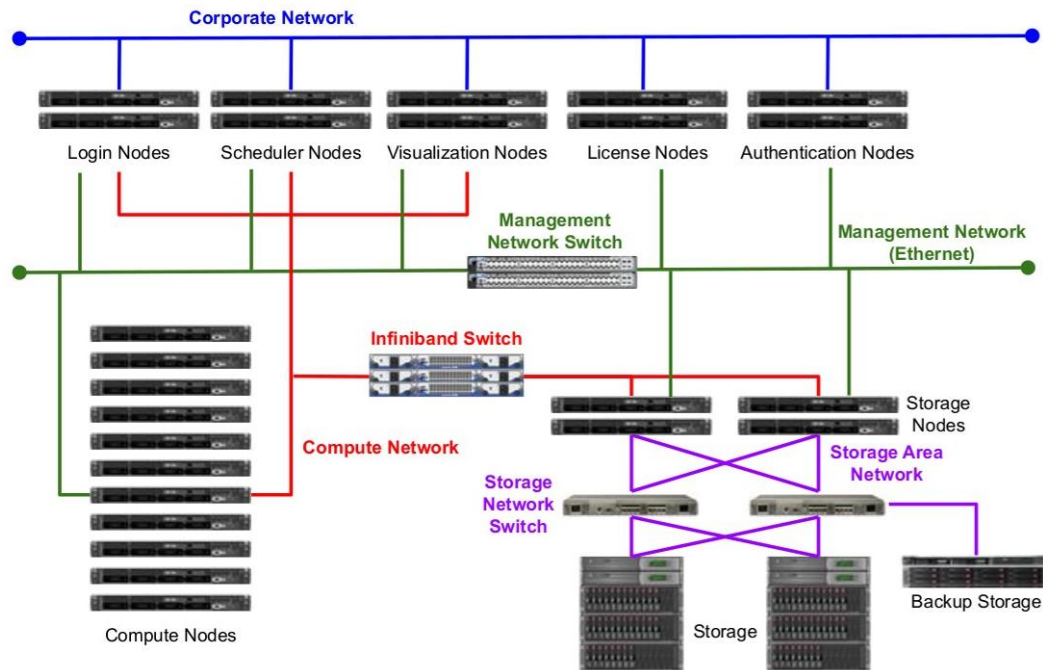 Corporate Network
Login Nodes
Scheduler Nodes
Visualization Nodes
License Nodes
Authentication Nodes
Management
Network Switch
Management Network
(Ethernet)
Infiniband Switch
Storage
Nodes
Compute Network
Storage Area
Network
Storage
Network
Switch
Backup Storage
Compute Nodes
Storage